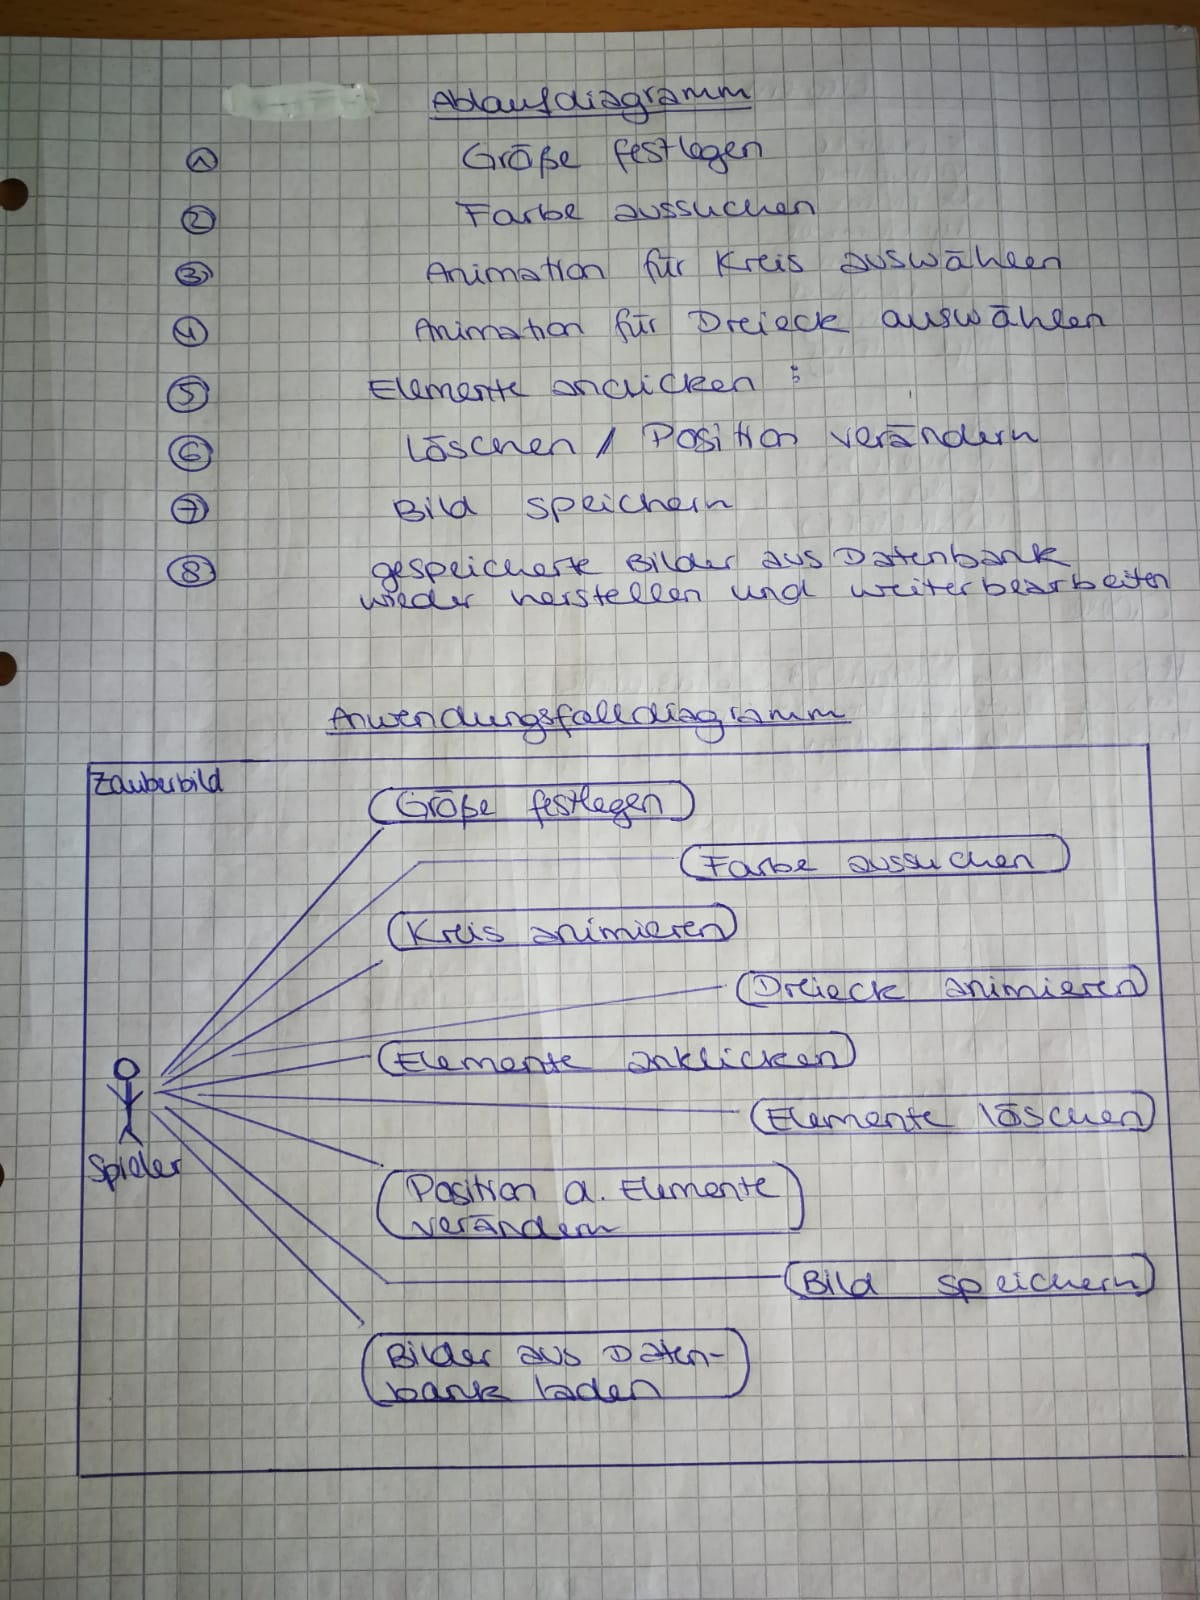 Ablaufdiagramm
① Größe festlegen
② Farbe aussuchen
③ Animation für Kreis auswählen
④ Animation für Dreieck auswählen
⑤ Elemente anclicken :
⑥ Löschen / Position verändern
⑦ Bild speichern
⑧ gespeicherte Bilder aus Datenbank
wieder herstellen und weiterbearbeiten
Anwendungsfalldiagramm
Zauberbild
Größe festlegen
Farbe aussuchen
Kreis animieren
Dreieck animieren
Elemente anklicken
Elemente löschen
Spieler
Position d. Elemente
verändern
Bild speichern
Bilder aus Daten-
bank laden